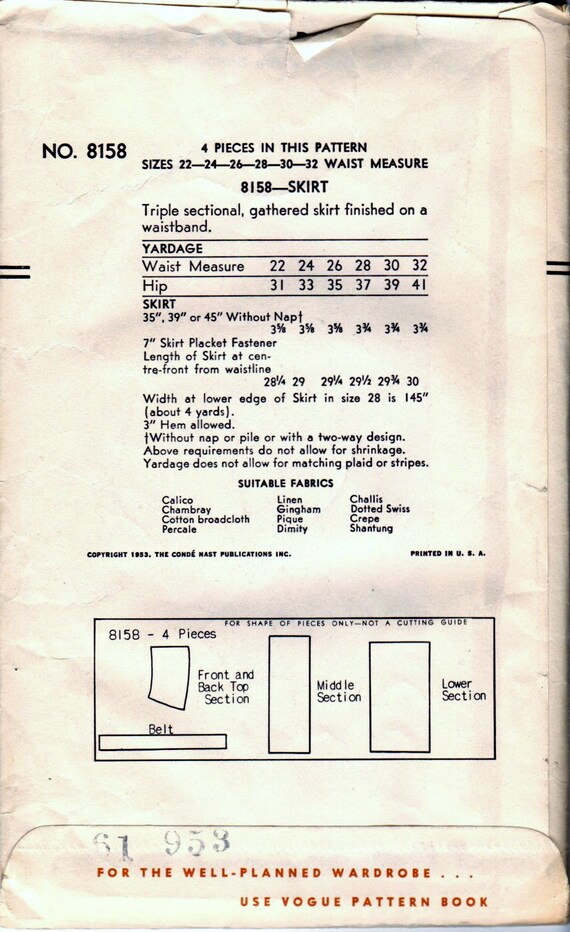 NO. 8158
4 PIECES IN THIS PATTERN
SIZES 22—24—26—28—30—32 WAIST MEASURE
8158—SKIRT
Triple sectional, gathered skirt finished on a
waistband.
YARDAGE
Waist Measure 22 24 26 28 30 32
Hip 31 33 35 37 39 41
SKIRT
35", 39" or 45" Without Nap†
3⅝ 3⅝ 3⅝ 3¾ 3¾ 3¾
7" Skirt Placket Fastener
Length of Skirt at cen-
tre-front from waistline
28¼ 29 29¼ 29½ 29¾ 30
Width at lower edge of Skirt in size 28 is 145"
(about 4 yards).
3" Hem allowed.
†Without nap or pile or with a two-way design.
Above requirements do not allow for shrinkage.
Yardage does not allow for matching plaid or stripes.
SUITABLE FABRICS
Calico Linen Challis
Chambray Gingham Dotted Swiss
Cotton broadcloth Pique Crepe
Percale Dimity Shantung
COPYRIGHT 1953, THE CONDÉ NAST PUBLICATIONS INC. PRINTED IN U. S. A.
FOR SHAPE OF PIECES ONLY—NOT A CUTTING GUIDE
8158 - 4 Pieces
Front and
Back Top
Section
Middle
Section
Lower
Section
Belt
61 953
FOR THE WELL-PLANNED WARDROBE . . .
USE VOGUE PATTERN BOOK